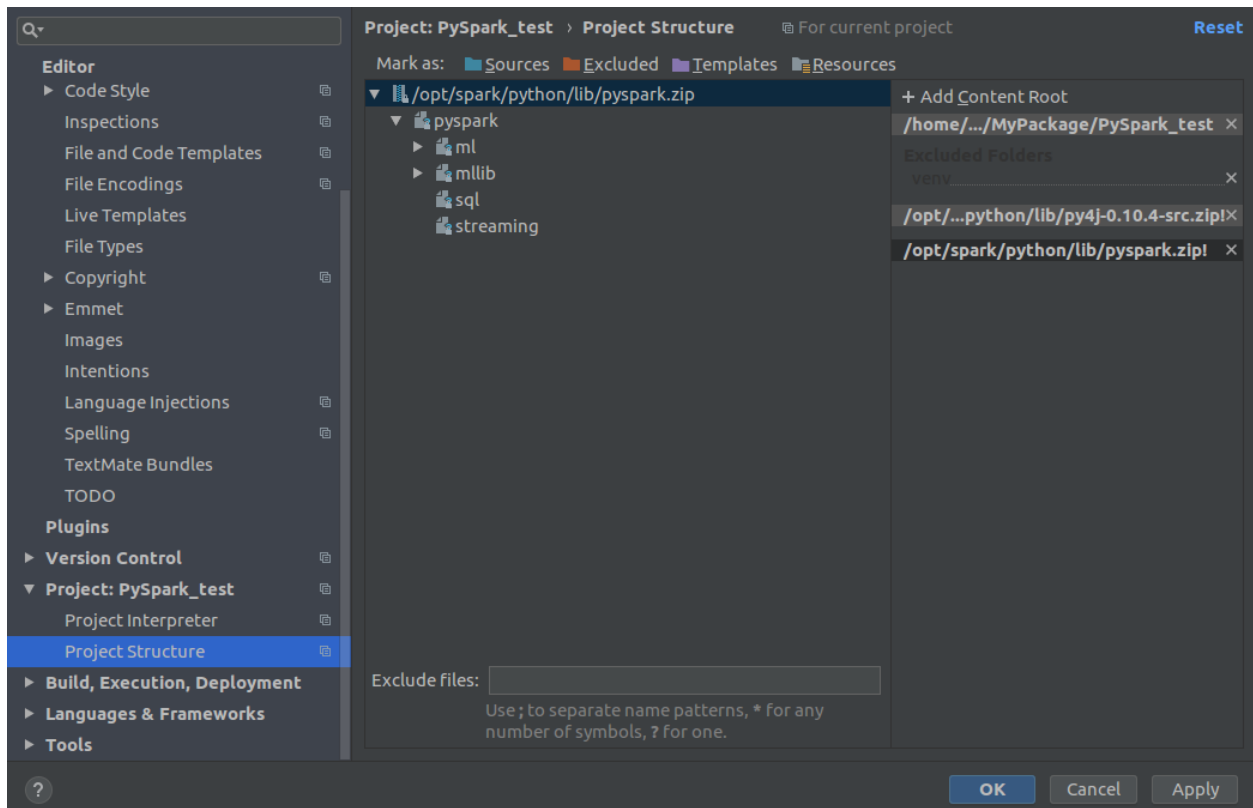 Editor
Code Style
Inspections
File and Code Templates
File Encodings
Live Templates
File Types
Copyright
Emmet
Images
Intentions
Language Injections
Spelling
TextMate Bundles
TODO
Plugins
Version Control
Project: PySpark_test
Project Interpreter
Project Structure
Build, Execution, Deployment
Languages & Frameworks
Tools
?
Project: PySpark_test › Project Structure
For current project
Reset
Mark as: Sources Excluded Templates Resources
/opt/spark/python/lib/pyspark.zip
pyspark
ml
mllib
sql
streaming
+ Add Content Root
/home/.../MyPackage/PySpark_test ×
Excluded Folders
venv ×
/opt/...python/lib/py4j-0.10.4-src.zip!×
/opt/spark/python/lib/pyspark.zip! ×
Exclude files:
Use ; to separate name patterns, * for any
number of symbols, ? for one.
OK Cancel Apply